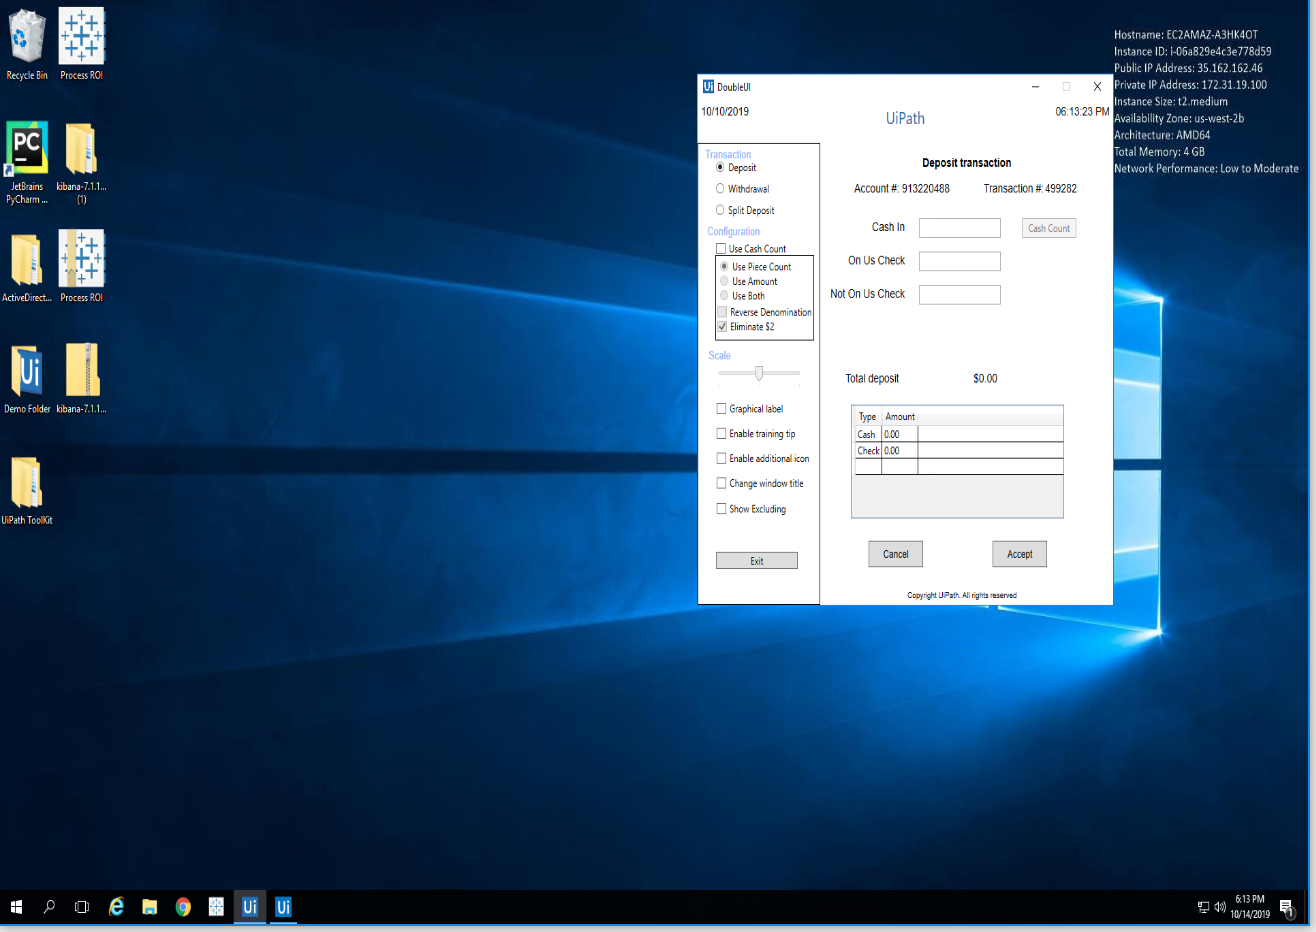 Recycle Bin
Process ROI
JetBrains
PyCharm ...
kibana-7.1.1...
(1)
ActiveDirect...
Process ROI
Demo Folder
kibana-7.1.1...
UiPath ToolKit
Hostname: EC2AMAZ-A3HK4OT
Instance ID: i-06a829e4c3e778d59
Public IP Address: 35.162.162.46
Private IP Address: 172.31.19.100
Instance Size: t2.medium
Availability Zone: us-west-2b
Architecture: AMD64
Total Memory: 4 GB
Network Performance: Low to Moderate
Ui DoubleUI
10/10/2019
UiPath
06:13:23 PM
Transaction
Deposit
Withdrawal
Split Deposit
Configuration
Use Cash Count
Use Piece Count
Use Amount
Use Both
Reverse Denomination
Eliminate $2
Scale
Graphical label
Enable training tip
Enable additional icon
Change window title
Show Excluding
Exit
Deposit transaction
Account #: 913220488 Transaction #: 499282
Cash In
Cash Count
On Us Check
Not On Us Check
Total deposit $0.00
Type Amount
Cash 0.00
Check 0.00
Cancel
Accept
Copyright UiPath. All rights reserved
PC
Ui
Ui
Ui
6:13 PM
10/14/2019
1